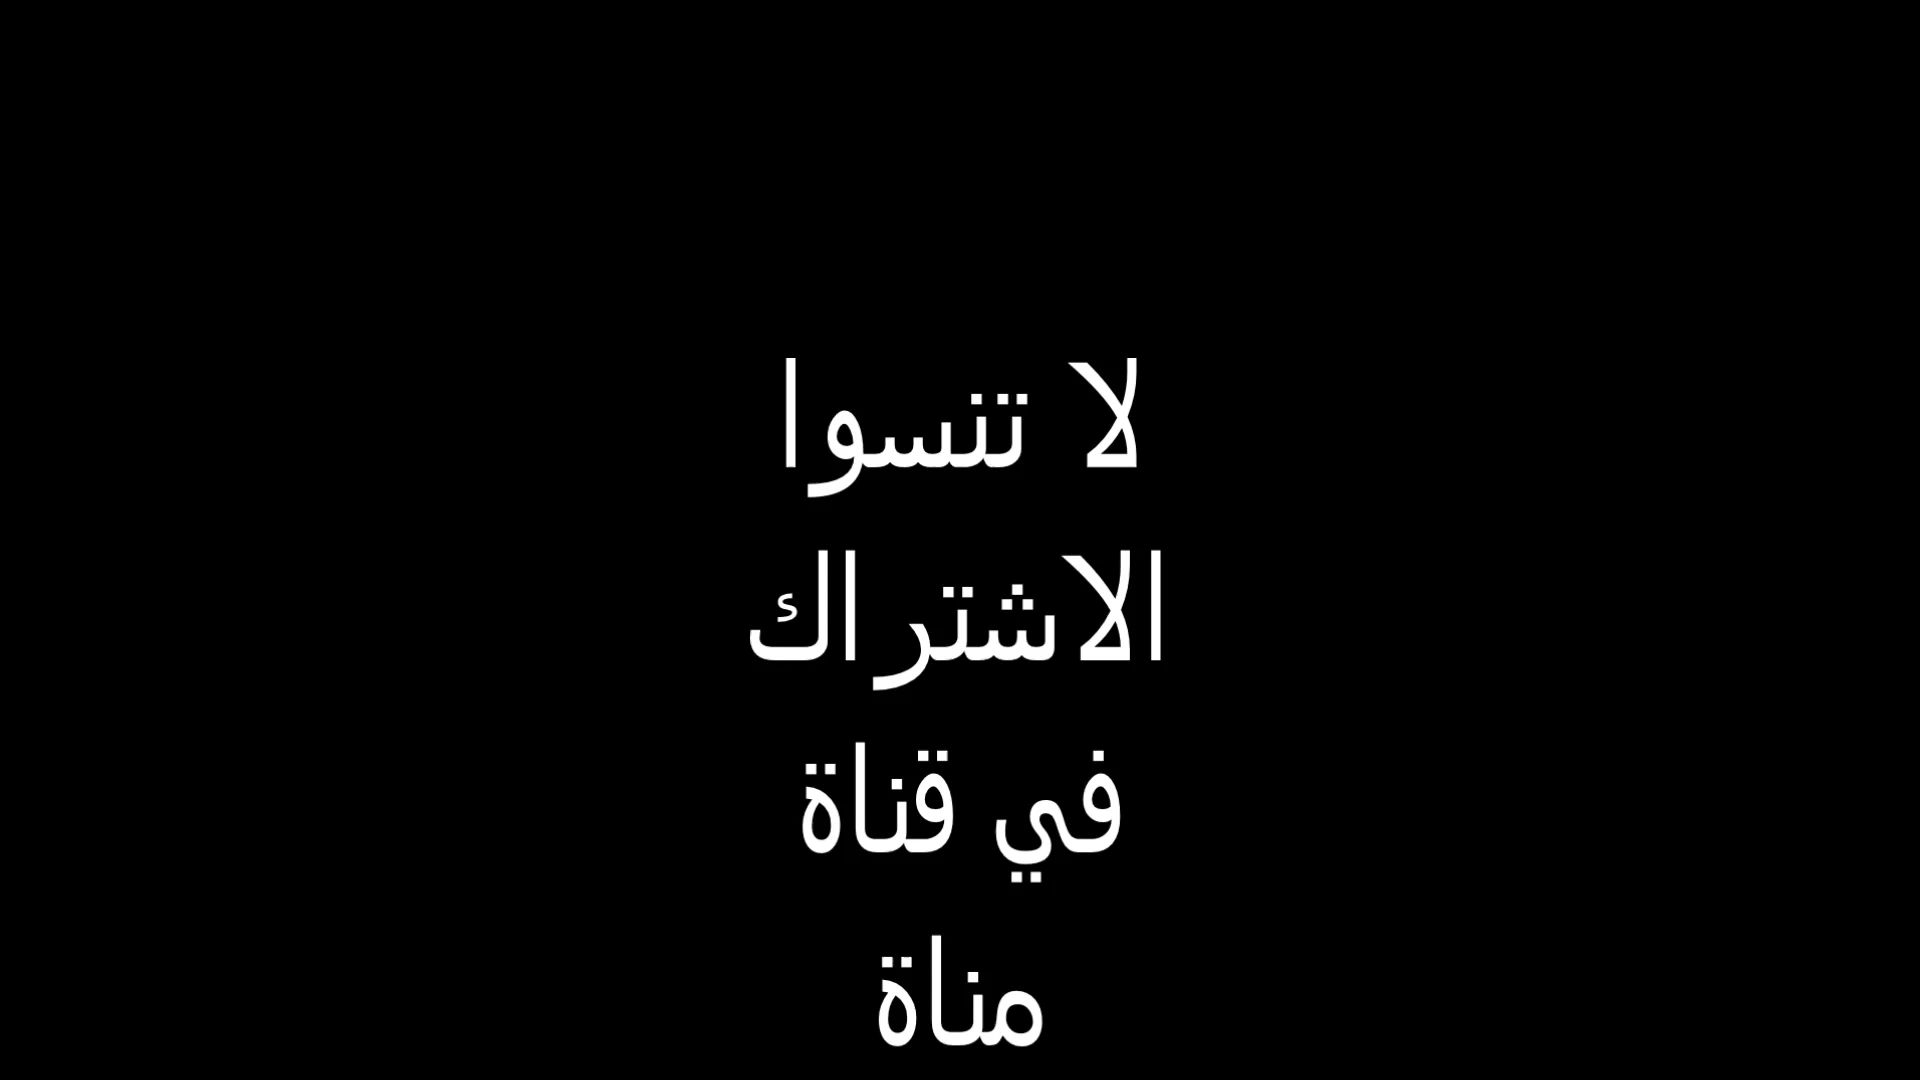 لا تنسوا
الاشتراك
في قناة
مناة